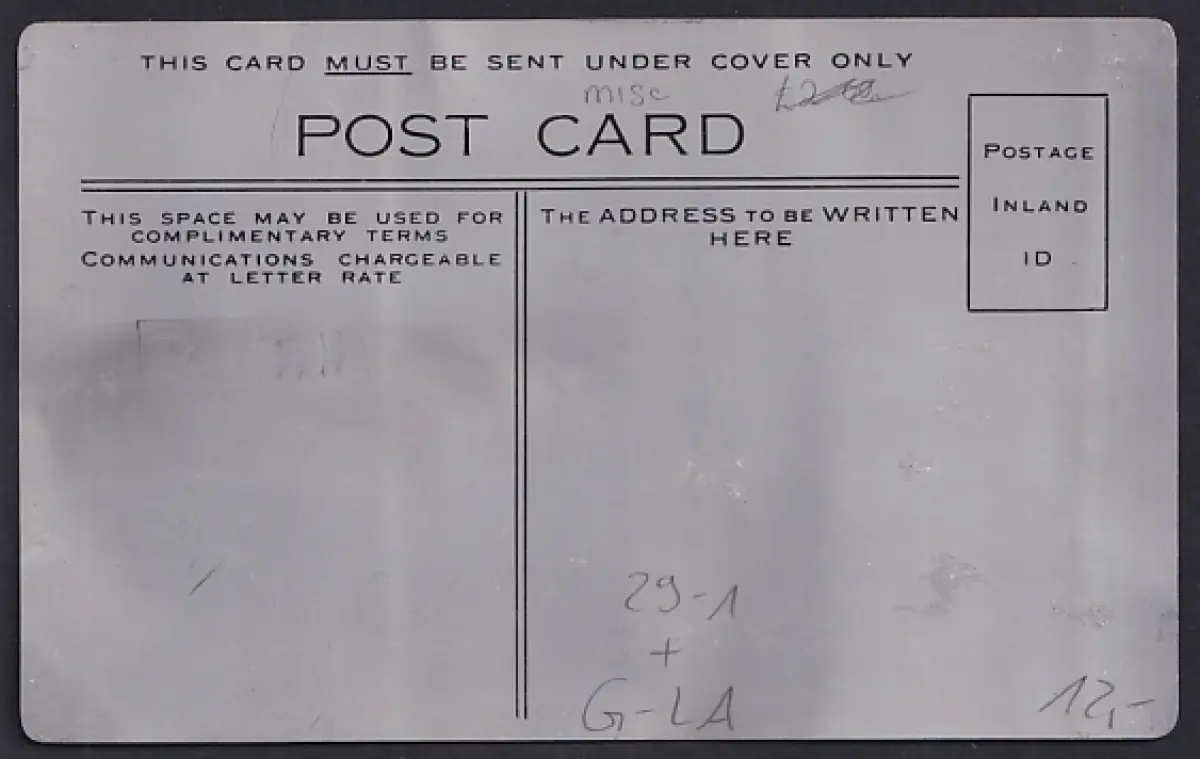 THIS CARD MUST BE SENT UNDER COVER ONLY
misc
POST CARD
POSTAGE
INLAND
ID
THIS SPACE MAY BE USED FOR
COMPLIMENTARY TERMS
COMMUNICATIONS CHARGEABLE
AT LETTER RATE
THE ADDRESS TO BE WRITTEN
HERE
29-1
+
G-LA
12,-